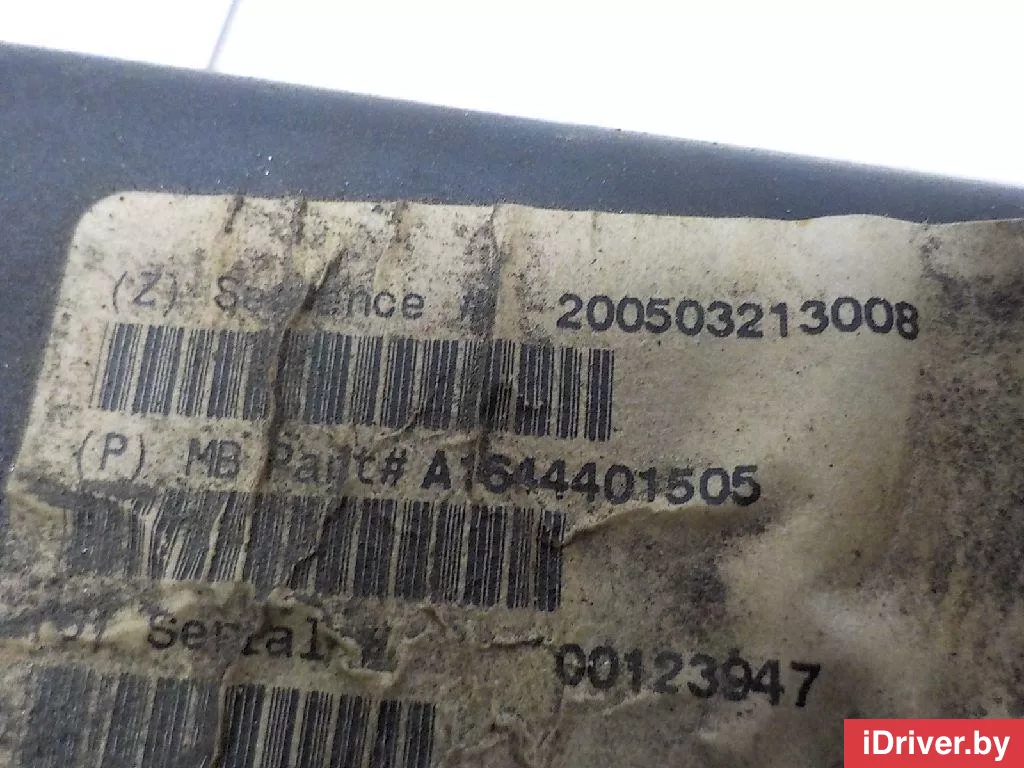 (Z) Sequence # 200503213008
(P) MB Part# A1644401505
Serial # 00123947
iDriver.by